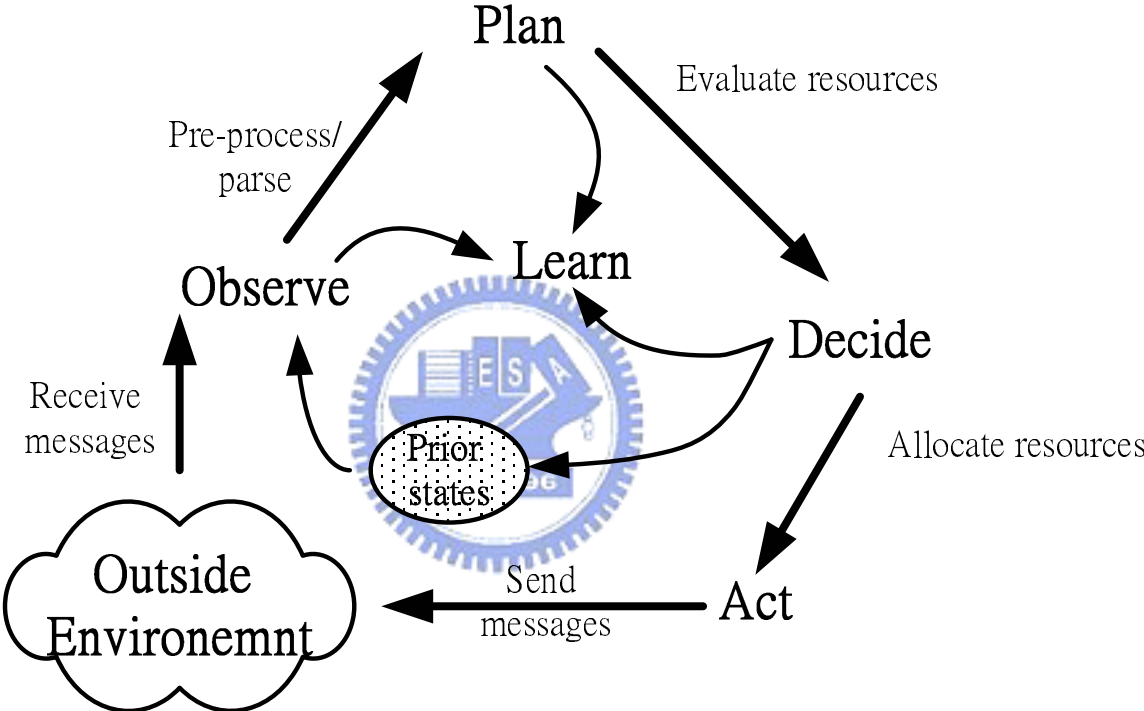 Plan
Evaluate resources
Pre-process/
parse
Learn
Observe
Decide
E S A
Receive
messages
Prior
states
96
Allocate resources
Outside
Environemnt
Send
messages
Act